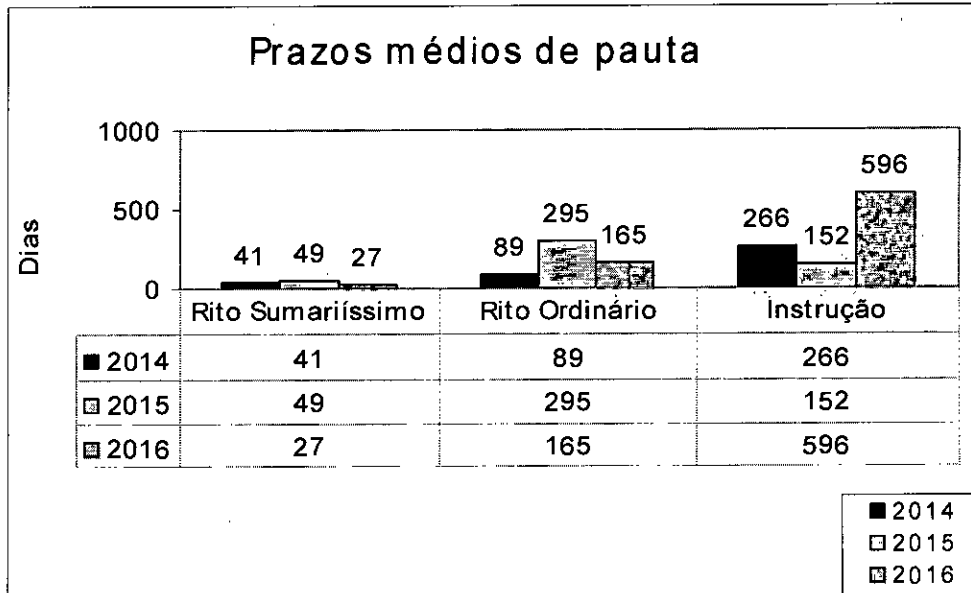 Prazos médios de pauta
1000
500
0
Dias
41 49 27
89 295 165
266 152 596
Rito Sumariíssimo Rito Ordinário Instrução
2014 41 89 266
2015 49 295 152
2016 27 165 596
2014
2015
2016